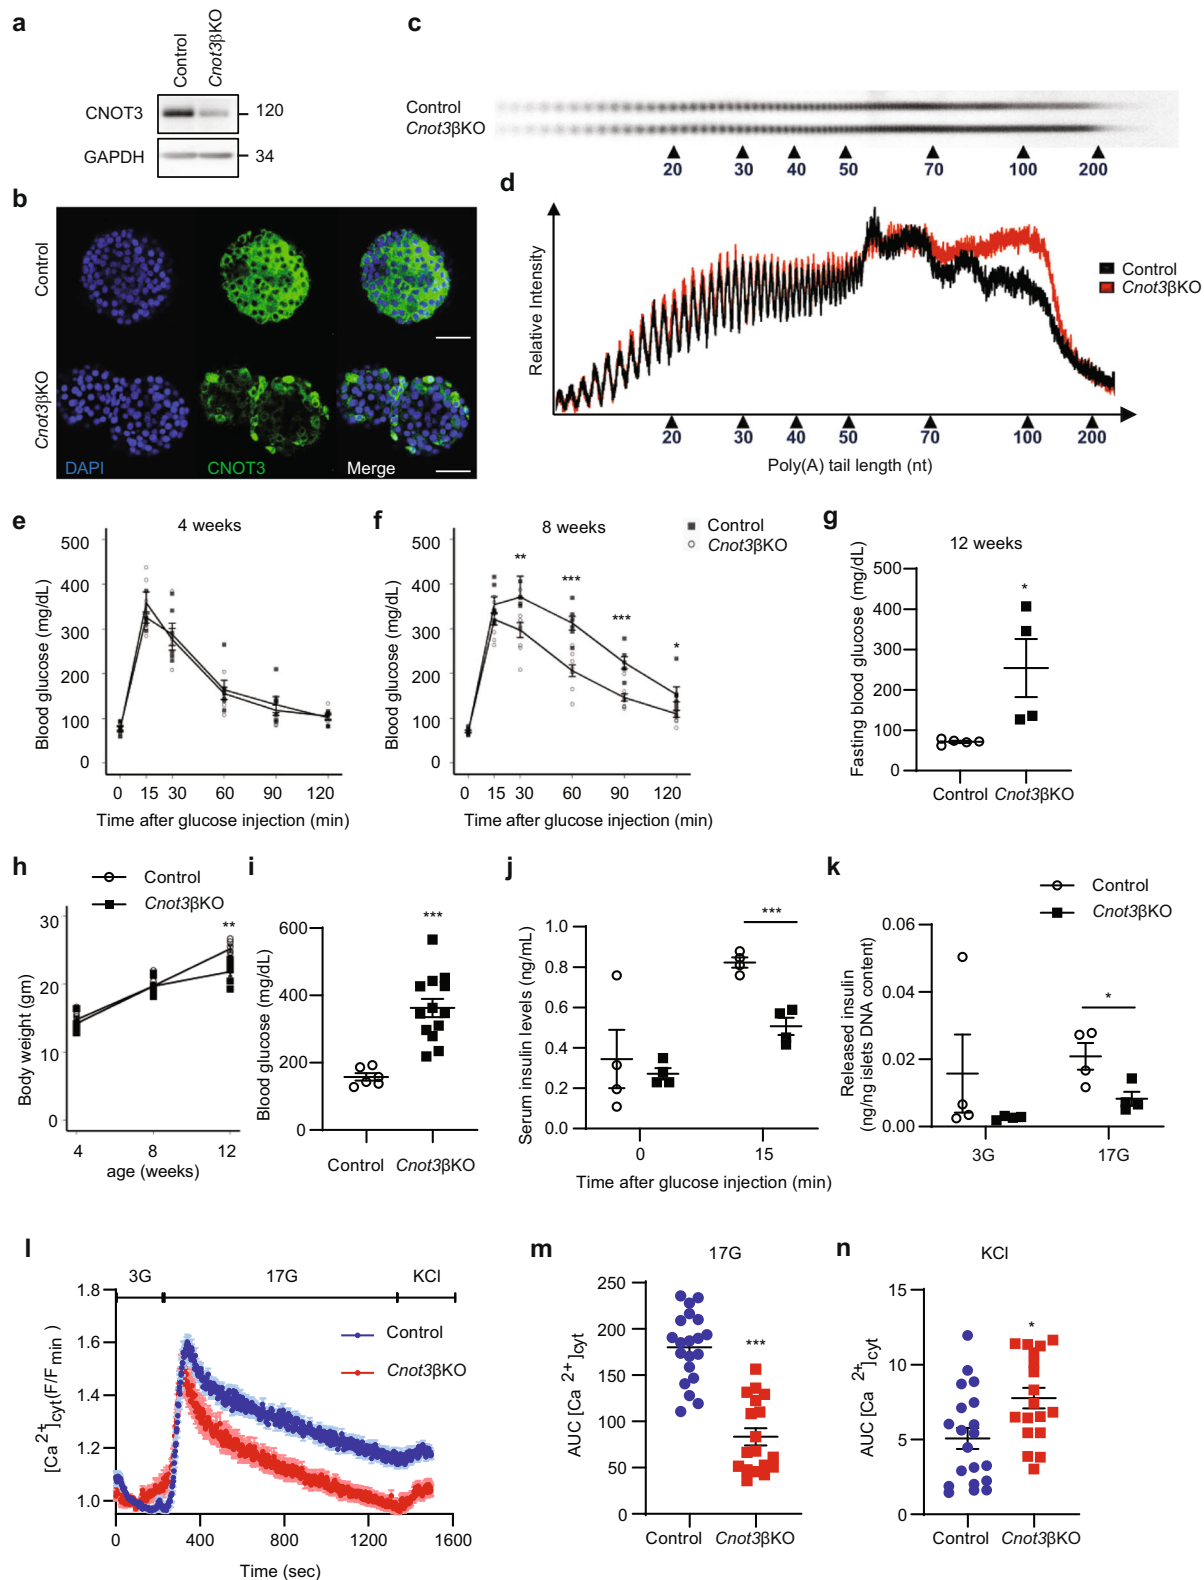 a
Control
Cnot3βKO
CNOT3
120
GAPDH
34
b
Control
Cnot3βKO
DAPI
CNOT3
Merge
c
Control
Cnot3βKO
20 30 40 50 70 100 200
d
Relative Intensity
Control
Cnot3βKO
20 30 40 50 70 100 200
Poly(A) tail length (nt)
e
4 weeks
Blood glucose (mg/dL)
500
400
300
200
100
0
0 15 30 60 90 120
Time after glucose injection (min)
f
8 weeks
Control
Cnot3βKO
Blood glucose (mg/dL)
500
400
300
200
100
0
**
***
***
*
0 15 30 60 90 120
Time after glucose injection (min)
g
12 weeks
Fasting blood glucose (mg/dL)
500
400
300
200
100
0
*
Control Cnot3βKO
h
Control
Cnot3βKO
Body weight (gm)
30
20
10
0
**
4 8 12
age (weeks)
i
Blood glucose (mg/dL)
600
400
200
0
***
Control Cnot3βKO
j
Serum insulin levels (ng/mL)
1.0
0.8
0.6
0.4
0.2
0.0
***
0 15
Time after glucose injection (min)
k
Control
Cnot3βKO
Released insulin
(ng/ng islets DNA content)
0.06
0.04
0.02
0.00
*
3G 17G
l
3G 17G KCl
[Ca2+]cyt(F/Fmin)
1.8
1.6
1.4
1.2
1.0
Control
Cnot3βKO
0 400 800 1200 1600
Time (sec)
m
17G
AUC [Ca 2+]cyt
250
200
150
100
50
0
***
Control Cnot3βKO
n
KCl
AUC [Ca 2+]cyt
15
10
5
0
*
Control Cnot3βKO